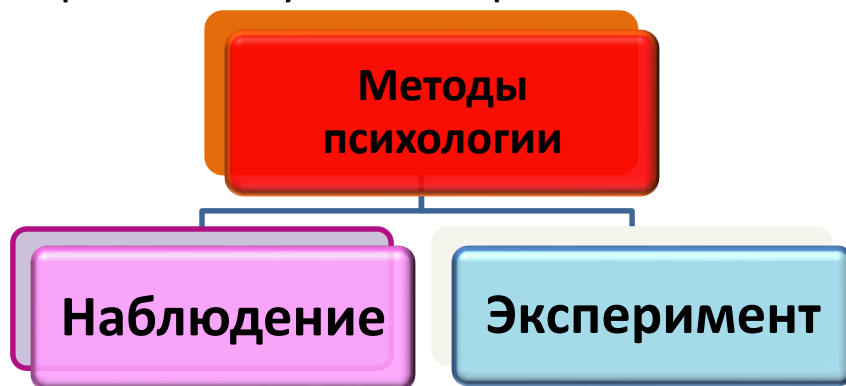 Методы
психологии
Наблюдение
Эксперимент